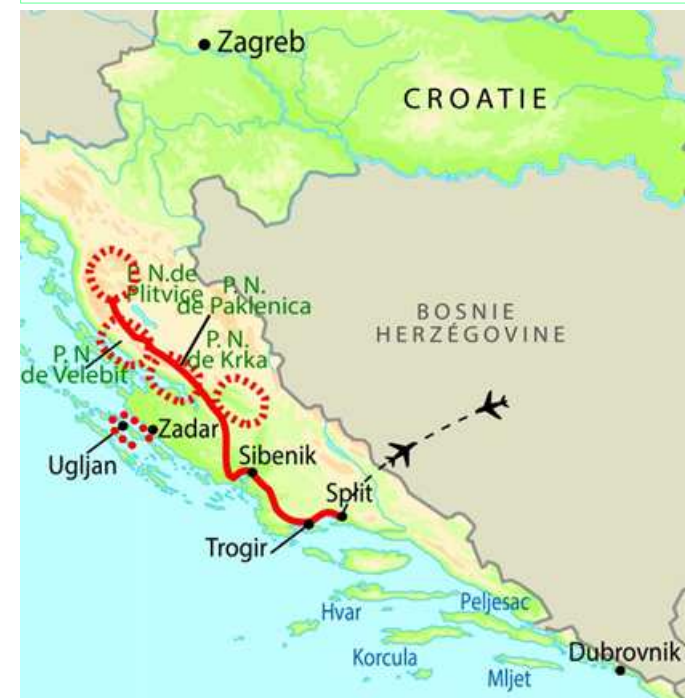 Zagreb
CROATIE
P. N. de
Plitvice
P. N.
de Paklenica
BOSNIE
HERZÉGOVINE
P. N.
de Krka
P. N.
de Velebit
Zadar
Ugljan
Sibenik
Split
Trogir
Hvar
Peljesac
Korcula
Mljet
Dubrovnik